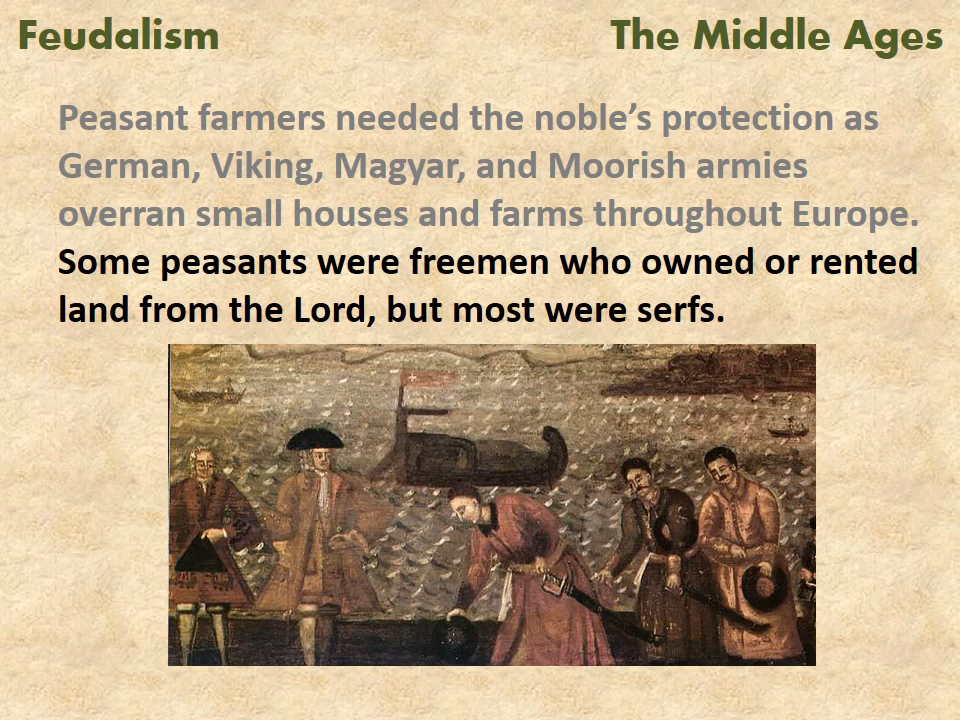 Feudalism
The Middle Ages
Peasant farmers needed the noble’s protection as
German, Viking, Magyar, and Moorish armies
overran small houses and farms throughout Europe.
Some peasants were freemen who owned or rented
land from the Lord, but most were serfs.